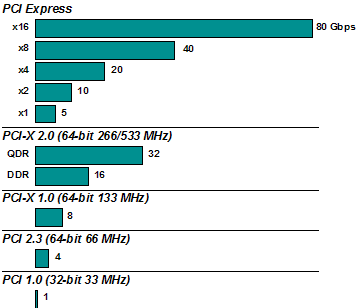 PCI Express
x16 80 Gbps
x8 40
x4 20
x2 10
x1 5
PCI-X 2.0 (64-bit 266/533 MHz)
QDR 32
DDR 16
PCI-X 1.0 (64-bit 133 MHz)
8
PCI 2.3 (64-bit 66 MHz)
4
PCI 1.0 (32-bit 33 MHz)
1